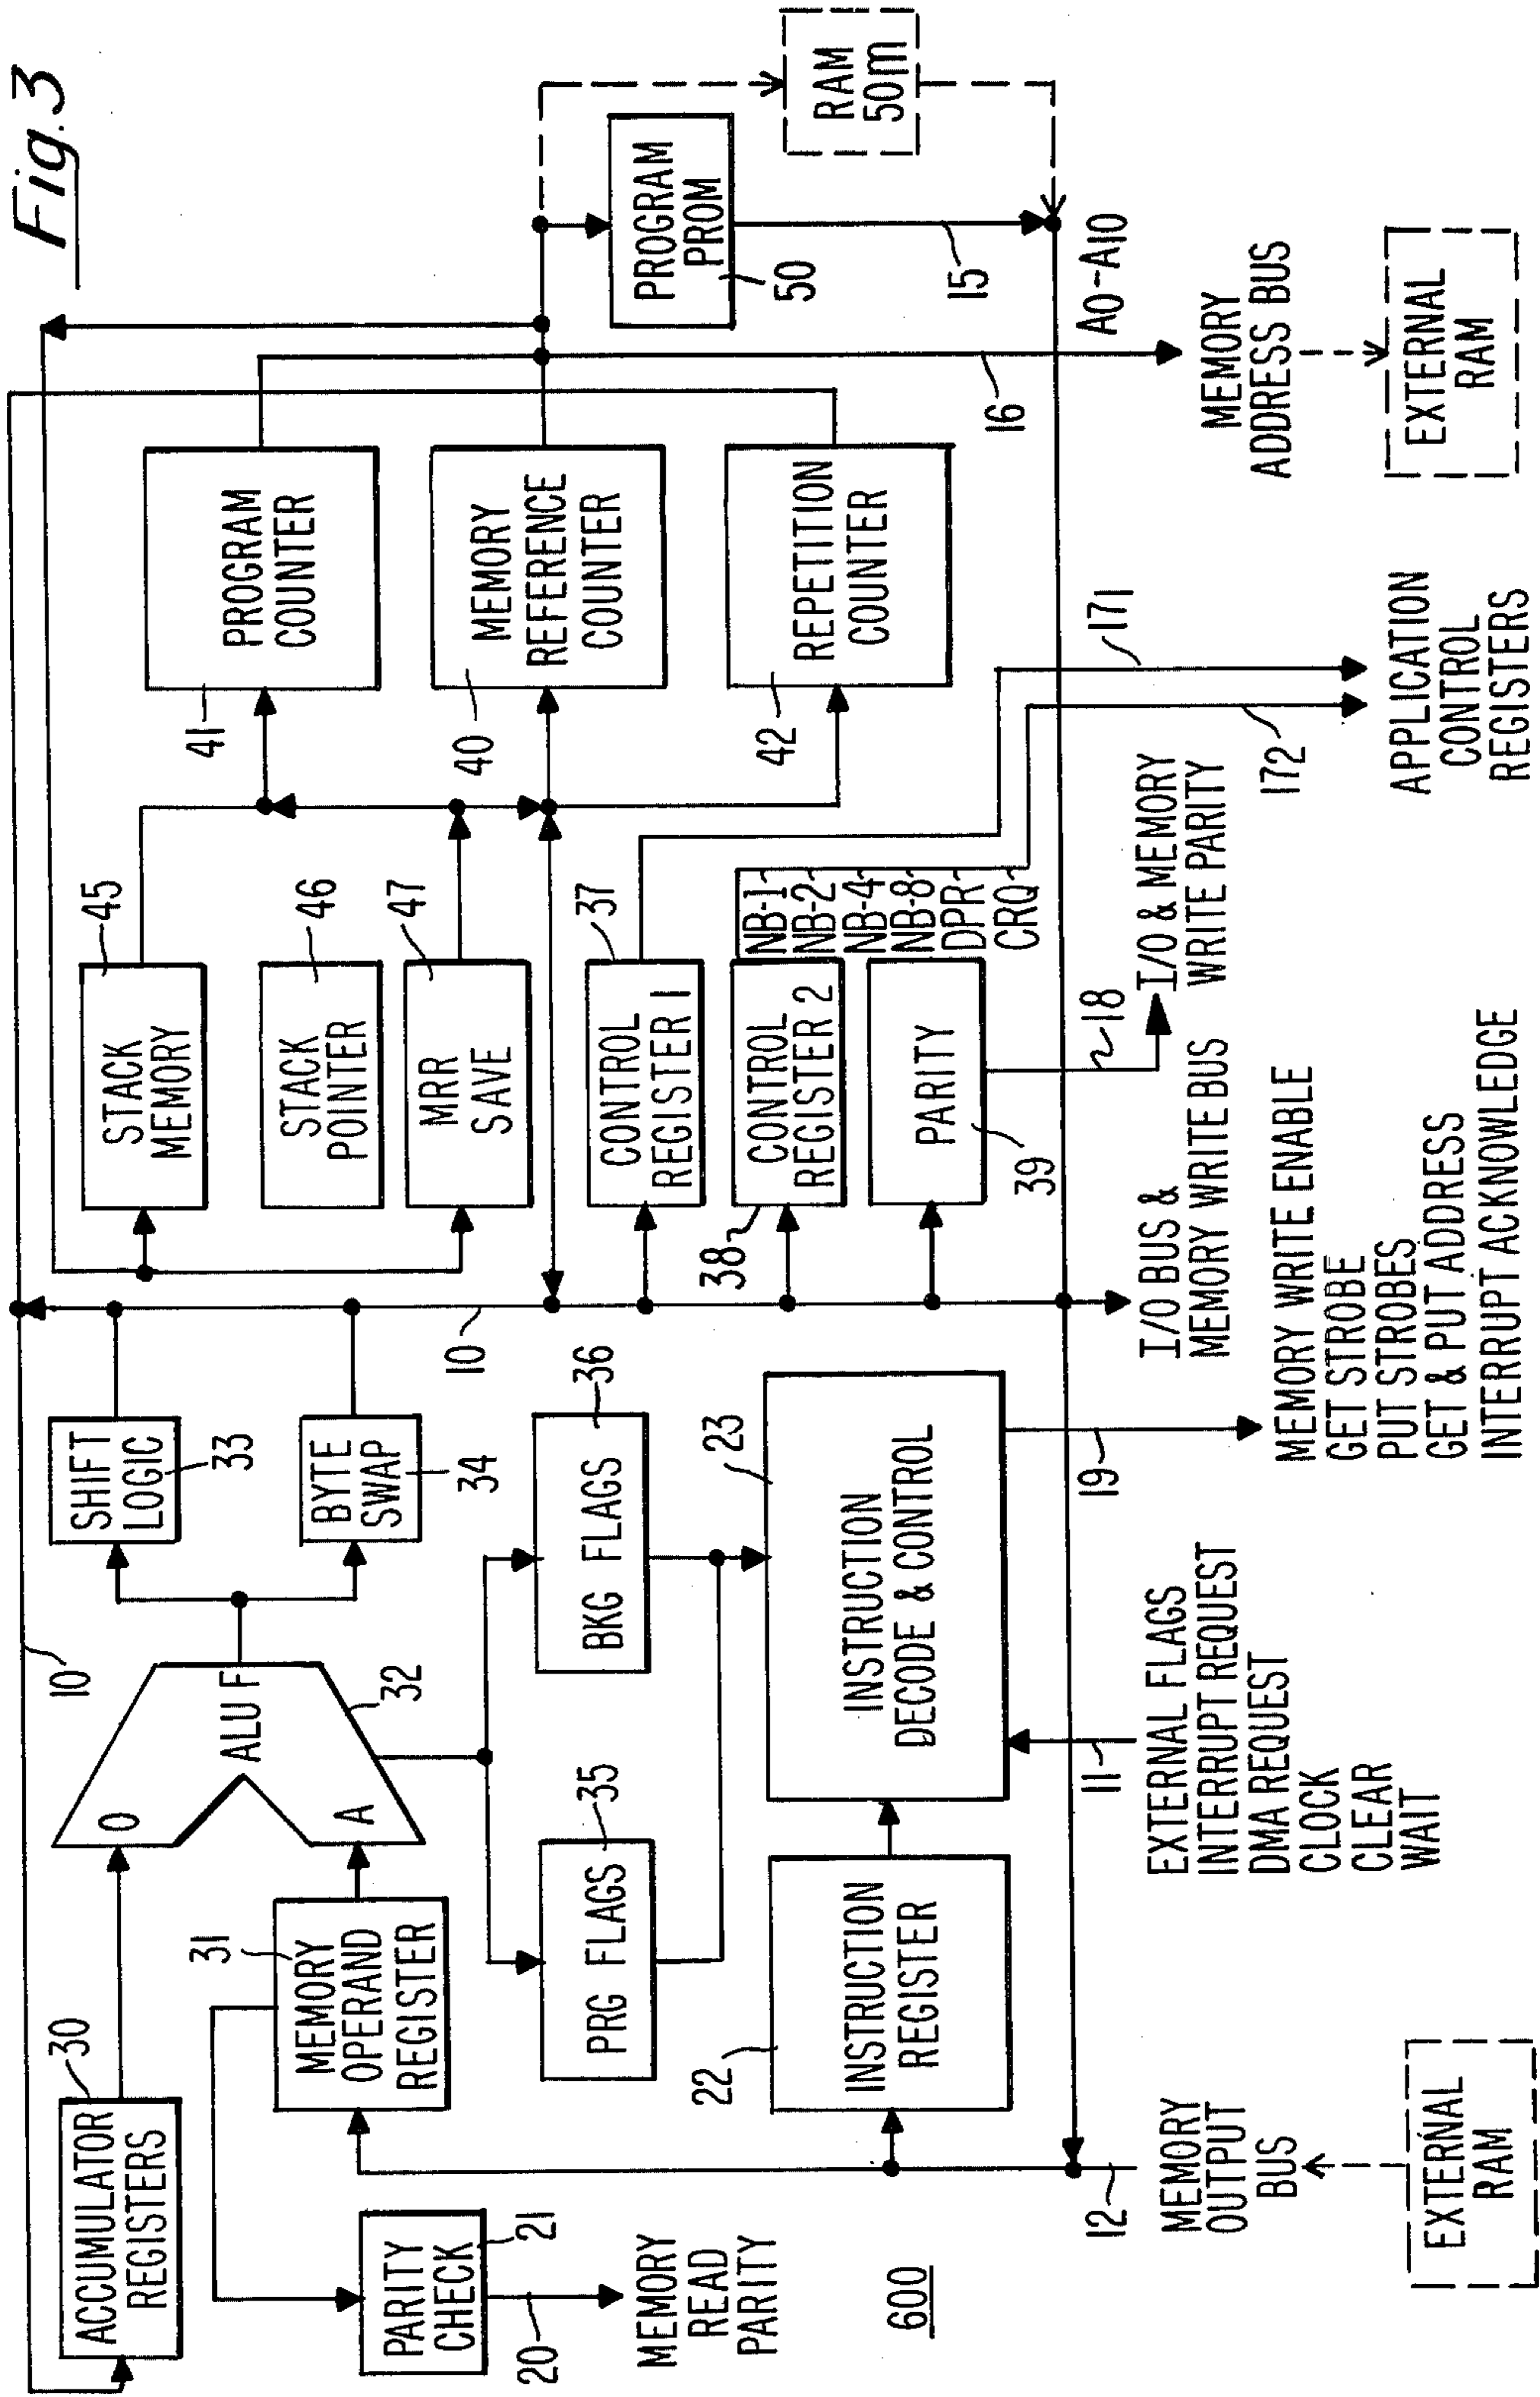 Fig. 3
10
ACCUMULATOR
REGISTERS
30
O
A
ALU F
32
SHIFT
LOGIC
33
BYTE
SWAP
34
MEMORY
OPERAND
REGISTER
31
PARITY
CHECK
21
20
MEMORY
READ
PARITY
PRG FLAGS
35
BKG FLAGS
36
INSTRUCTION
REGISTER
22
INSTRUCTION
DECODE & CONTROL
23
10
STACK
MEMORY
45
STACK
POINTER
46
MRR
SAVE
47
CONTROL
REGISTER 1
37
CONTROL
REGISTER 2
38
PARITY
39
NB-1
NB-2
NB-4
NB-8
DPR
CRQ
PROGRAM
COUNTER
41
MEMORY
REFERENCE
COUNTER
40
REPETITION
COUNTER
42
PROGRAM
PROM
50
RAM
50m
15
16
A0-A10
MEMORY
ADDRESS BUS
EXTERNAL
RAM
171
172
APPLICATION
CONTROL
REGISTERS
18
I/O & MEMORY
WRITE PARITY
I/O BUS &
MEMORY WRITE BUS
19
MEMORY WRITE ENABLE
GET STROBE
PUT STROBES
GET & PUT ADDRESS
INTERRUPT ACKNOWLEDGE
11
EXTERNAL FLAGS
INTERRUPT REQUEST
DMA REQUEST
CLOCK
CLEAR
WAIT
12
MEMORY
OUTPUT
BUS
EXTERNAL
RAM
600